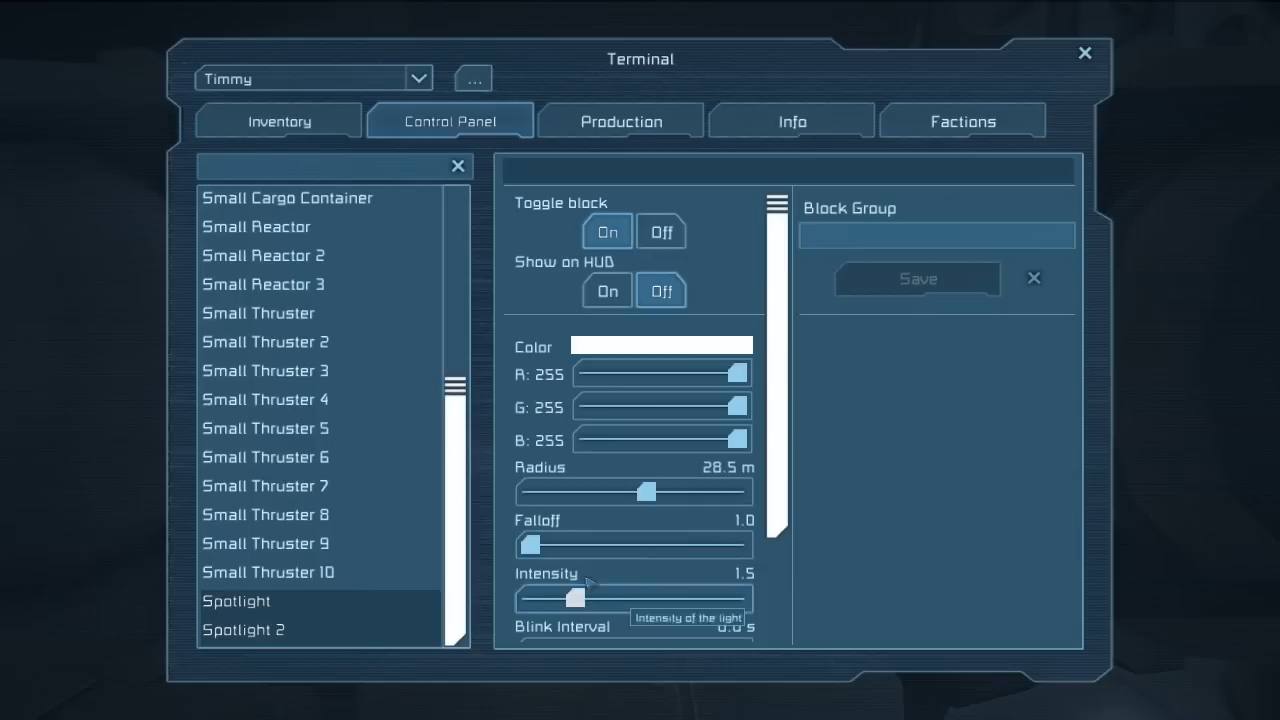 Terminal
Timmy
...
Inventory
Control Panel
Production
Info
Factions
Small Cargo Container
Small Reactor
Small Reactor 2
Small Reactor 3
Small Thruster
Small Thruster 2
Small Thruster 3
Small Thruster 4
Small Thruster 5
Small Thruster 6
Small Thruster 7
Small Thruster 8
Small Thruster 9
Small Thruster 10
Spotlight
Spotlight 2
Toggle block
On Off
Show on HUD
On Off
Color
R: 255
G: 255
B: 255
Radius 28.5 m
Falloff 1.0
Intensity 1.5
Intensity of the light
Blink Interval 0.0 s
Block Group
Save